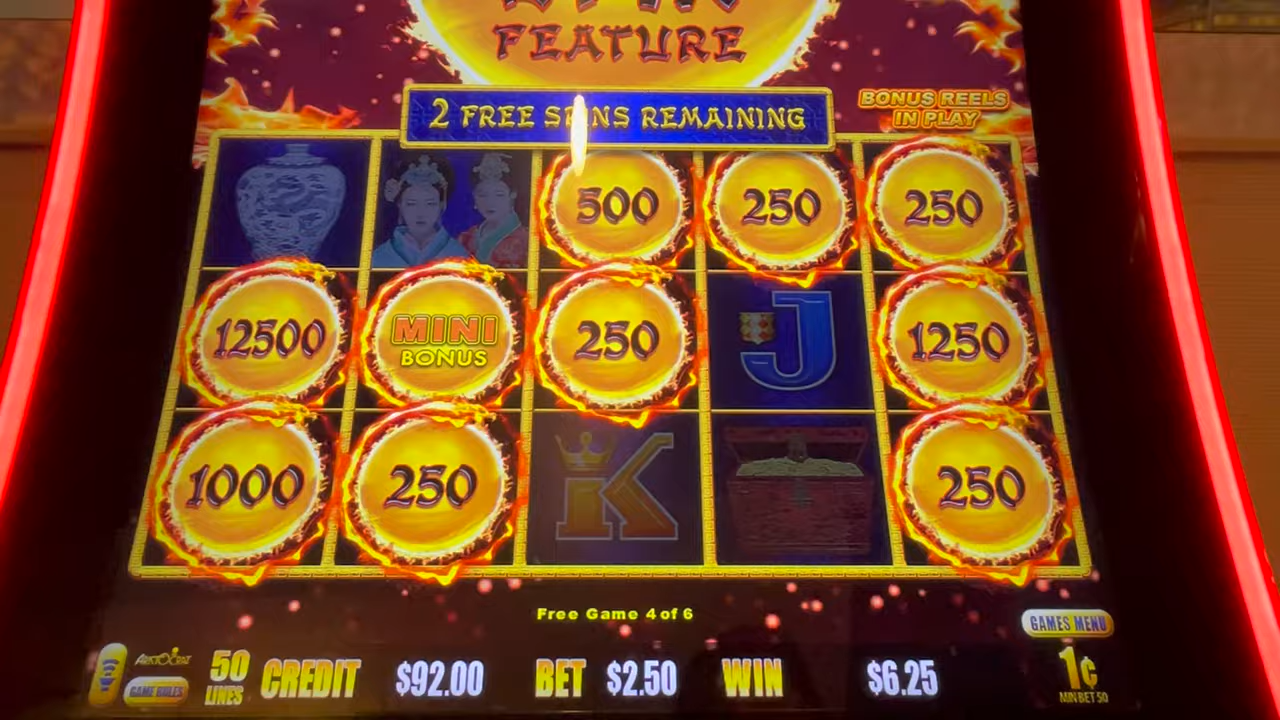 FEATURE
2 FREE SPINS REMAINING
BONUS REELS
IN PLAY
500
250
250
12500
MINI
BONUS
250
J
1250
1000
250
K
250
Free Game 4 of 6
GAMES MENU
ARISTOCRAT
GAME RULES
50
LINES
CREDIT
$92.00
BET
$2.50
WIN
$6.25
1¢
MIN BET 50